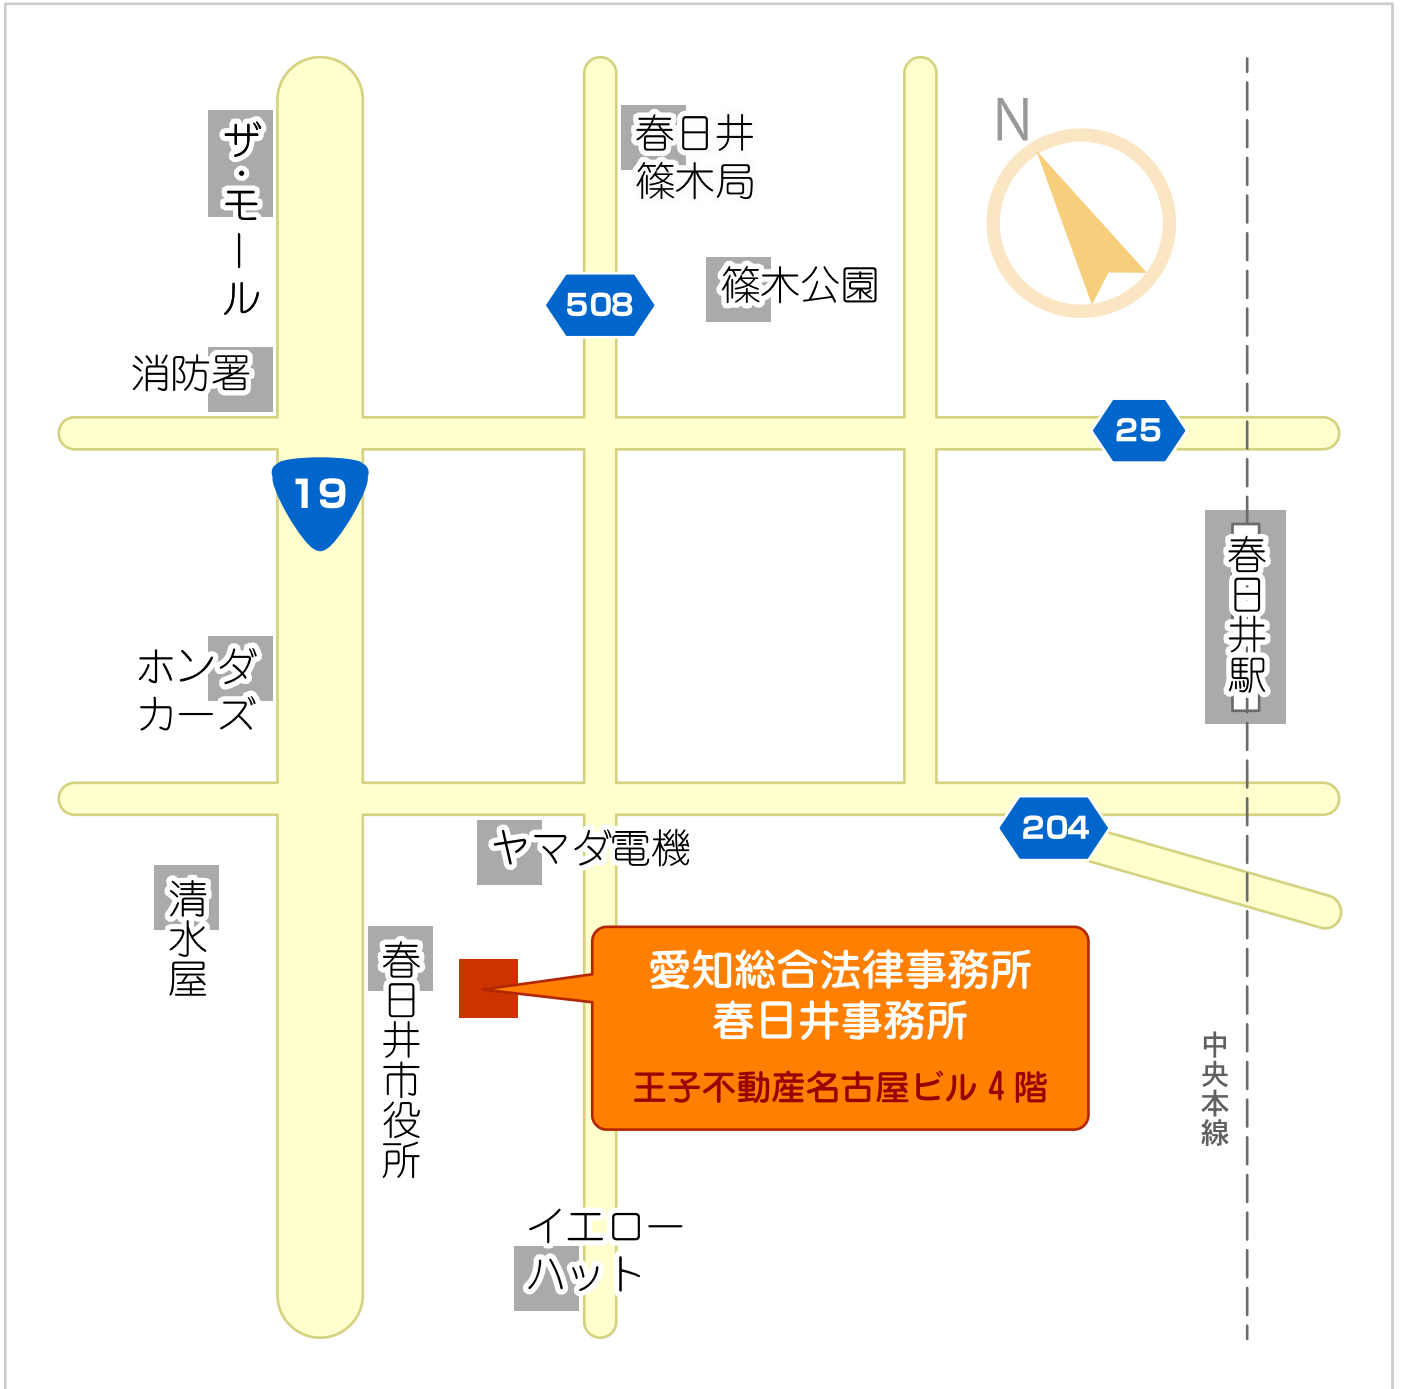 N
ザ・モール
春日井
篠木局
篠木公園
508
消防署
25
19
春日井駅
ホンダ
カーズ
204
ヤマダ電機
清水屋
春日井市役所
愛知総合法律事務所
春日井事務所
王子不動産名古屋ビル4階
中央本線
イエロー
ハット